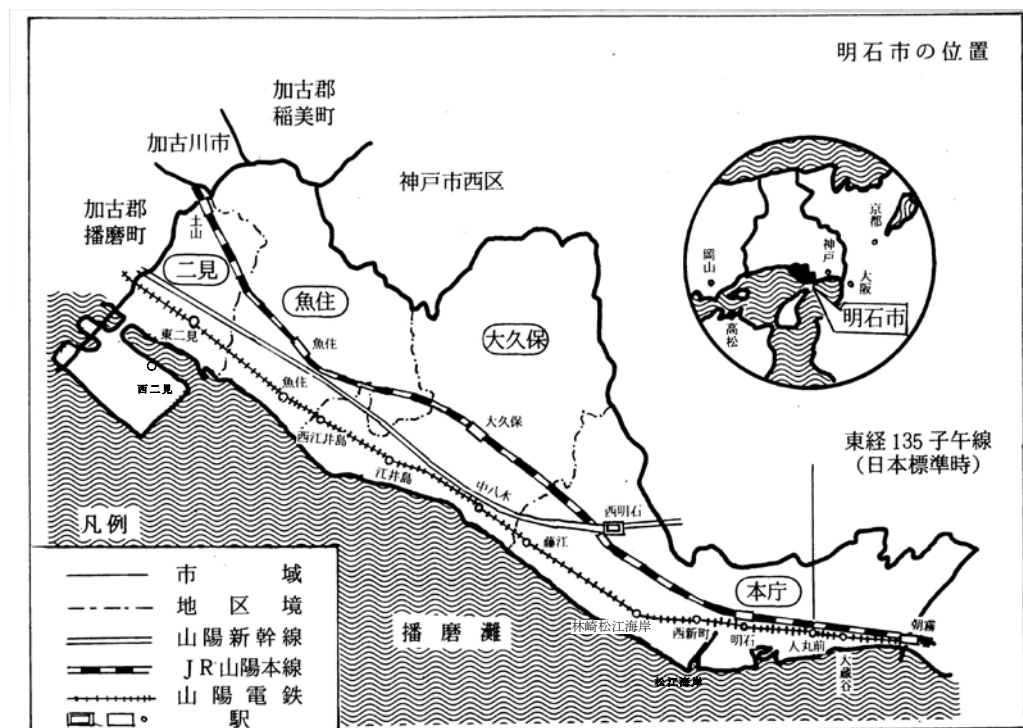 明石市の位置
加古郡
稲美町
加古川市
神戸市西区
加古郡
播磨町
土山
二見
魚住
大久保
京都
神戸
岡山
大阪
明石市
高松
東二見
魚住
魚住
西二見
大久保
西江井島
江井島
中八木
西明石
藤江
東経135子午線
(日本標準時)
本庁
林崎松江海岸
西新町
明石
人丸前
大蔵谷
朝霧
松江海岸
播磨灘
凡例
市域
地区境
山陽新幹線
JR山陽本線
山陽電鉄
駅